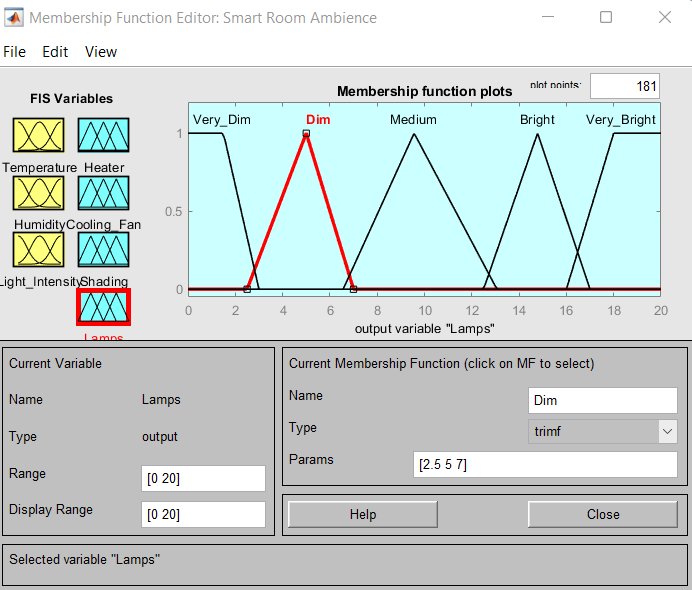 Membership Function Editor: Smart Room Ambience
File Edit View
FIS Variables
Temperature Heater
Humidity Cooling_Fan
Light_Intensity Shading
Lamps
Membership function plots
plot points:
181
Very_Dim Dim Medium Bright Very_Bright
1
0.5
0
0 2 4 6 8 10 12 14 16 18 20
output variable "Lamps"
Current Variable
Name Lamps
Type output
Range [0 20]
Display Range [0 20]
Current Membership Function (click on MF to select)
Name Dim
Type trimf
Params [2.5 5 7]
Help Close
Selected variable "Lamps"